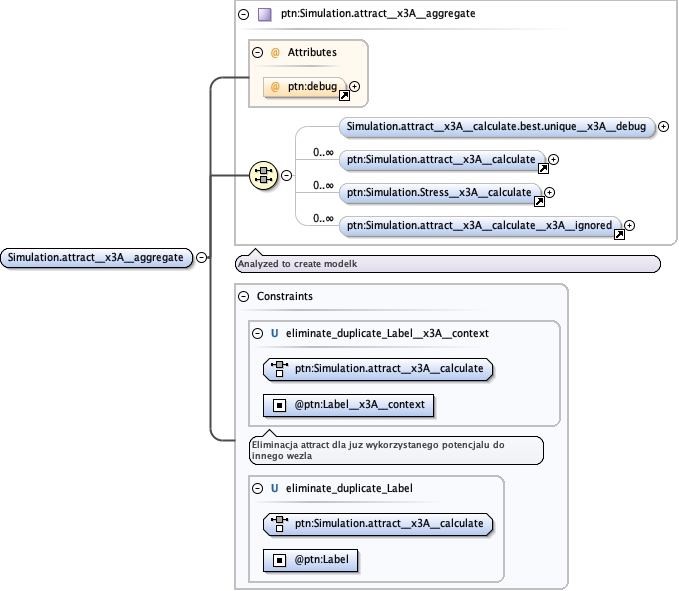 ptn:Simulation.attract__x3A__aggregate
@ Attributes
@ ptn:debug
Simulation.attract__x3A__calculate.best.unique__x3A__debug
0..∞
ptn:Simulation.attract__x3A__calculate
0..∞
ptn:Simulation.Stress__x3A__calculate
0..∞
ptn:Simulation.attract__x3A__calculate__x3A__ignored
Simulation.attract__x3A__aggregate
Analyzed to create modelk
Constraints
U eliminate_duplicate_Label__x3A__context
ptn:Simulation.attract__x3A__calculate
@ptn:Label__x3A__context
Eliminacja attract dla juz wykorzystanego potencjalu do
innego wezla
U eliminate_duplicate_Label
ptn:Simulation.attract__x3A__calculate
@ptn:Label